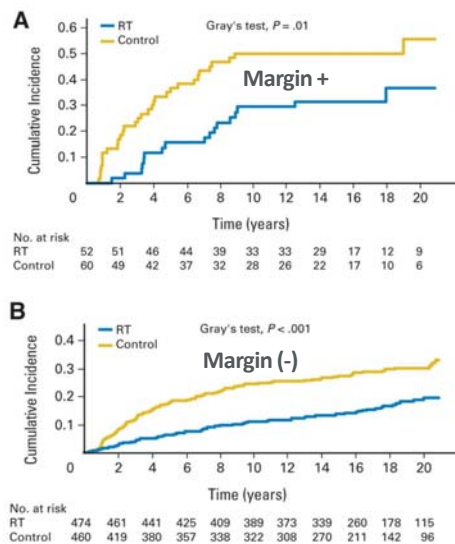 A
RT
Control
Gray's test, P = .01
Margin +
Cumulative Incidence
0.6
0.5
0.4
0.3
0.2
0.1
0 2 4 6 8 10 12 14 16 18 20
Time (years)
No. at risk
RT 52 51 46 44 39 33 33 29 17 12 9
Control 60 49 42 37 32 28 26 22 17 10 6
B
RT
Control
Gray's test, P < .001
Margin (-)
Cumulative Incidence
0.4
0.3
0.2
0.1
0 2 4 6 8 10 12 14 16 18 20
Time (years)
No. at risk
RT 474 461 441 425 409 389 373 339 260 178 115
Control 460 419 380 357 338 322 308 270 211 142 96